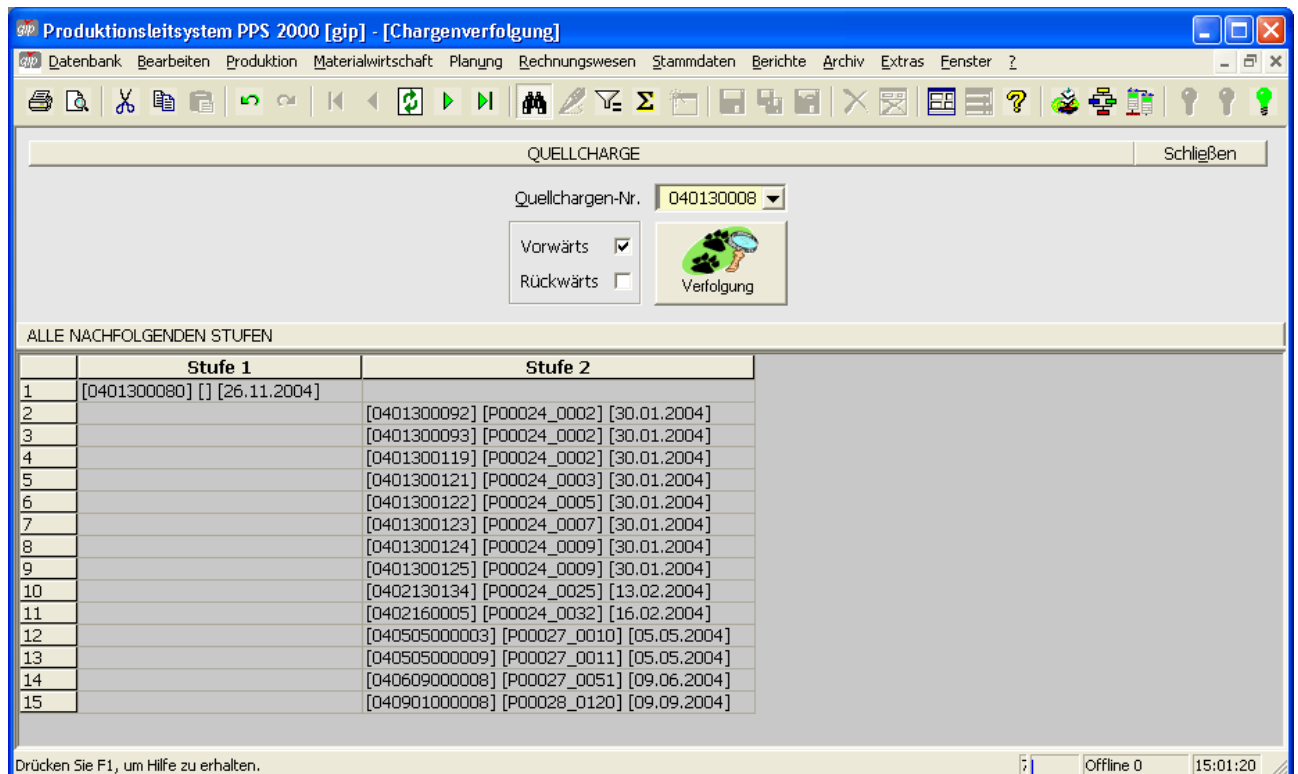 gip Produktionsleitsystem PPS 2000 [gip] - [Chargenverfolgung]
gip Datenbank Bearbeiten Produktion Materialwirtschaft Planung Rechnungswesen Stammdaten Berichte Archiv Extras Fenster ?
QUELLCHARGE Schließen
Quellchargen-Nr. 040130008
Vorwärts
Rückwärts
Verfolgung
ALLE NACHFOLGENDEN STUFEN
Stufe 1 Stufe 2
1 [0401300080] [] [26.11.2004]
2 [0401300092] [P00024_0002] [30.01.2004]
3 [0401300093] [P00024_0002] [30.01.2004]
4 [0401300119] [P00024_0002] [30.01.2004]
5 [0401300121] [P00024_0003] [30.01.2004]
6 [0401300122] [P00024_0005] [30.01.2004]
7 [0401300123] [P00024_0007] [30.01.2004]
8 [0401300124] [P00024_0009] [30.01.2004]
9 [0401300125] [P00024_0009] [30.01.2004]
10 [0402130134] [P00024_0025] [13.02.2004]
11 [0402160005] [P00024_0032] [16.02.2004]
12 [040505000003] [P00027_0010] [05.05.2004]
13 [040505000009] [P00027_0011] [05.05.2004]
14 [040609000008] [P00027_0051] [09.06.2004]
15 [040901000008] [P00028_0120] [09.09.2004]
Drücken Sie F1, um Hilfe zu erhalten. Offline 0 15:01:20